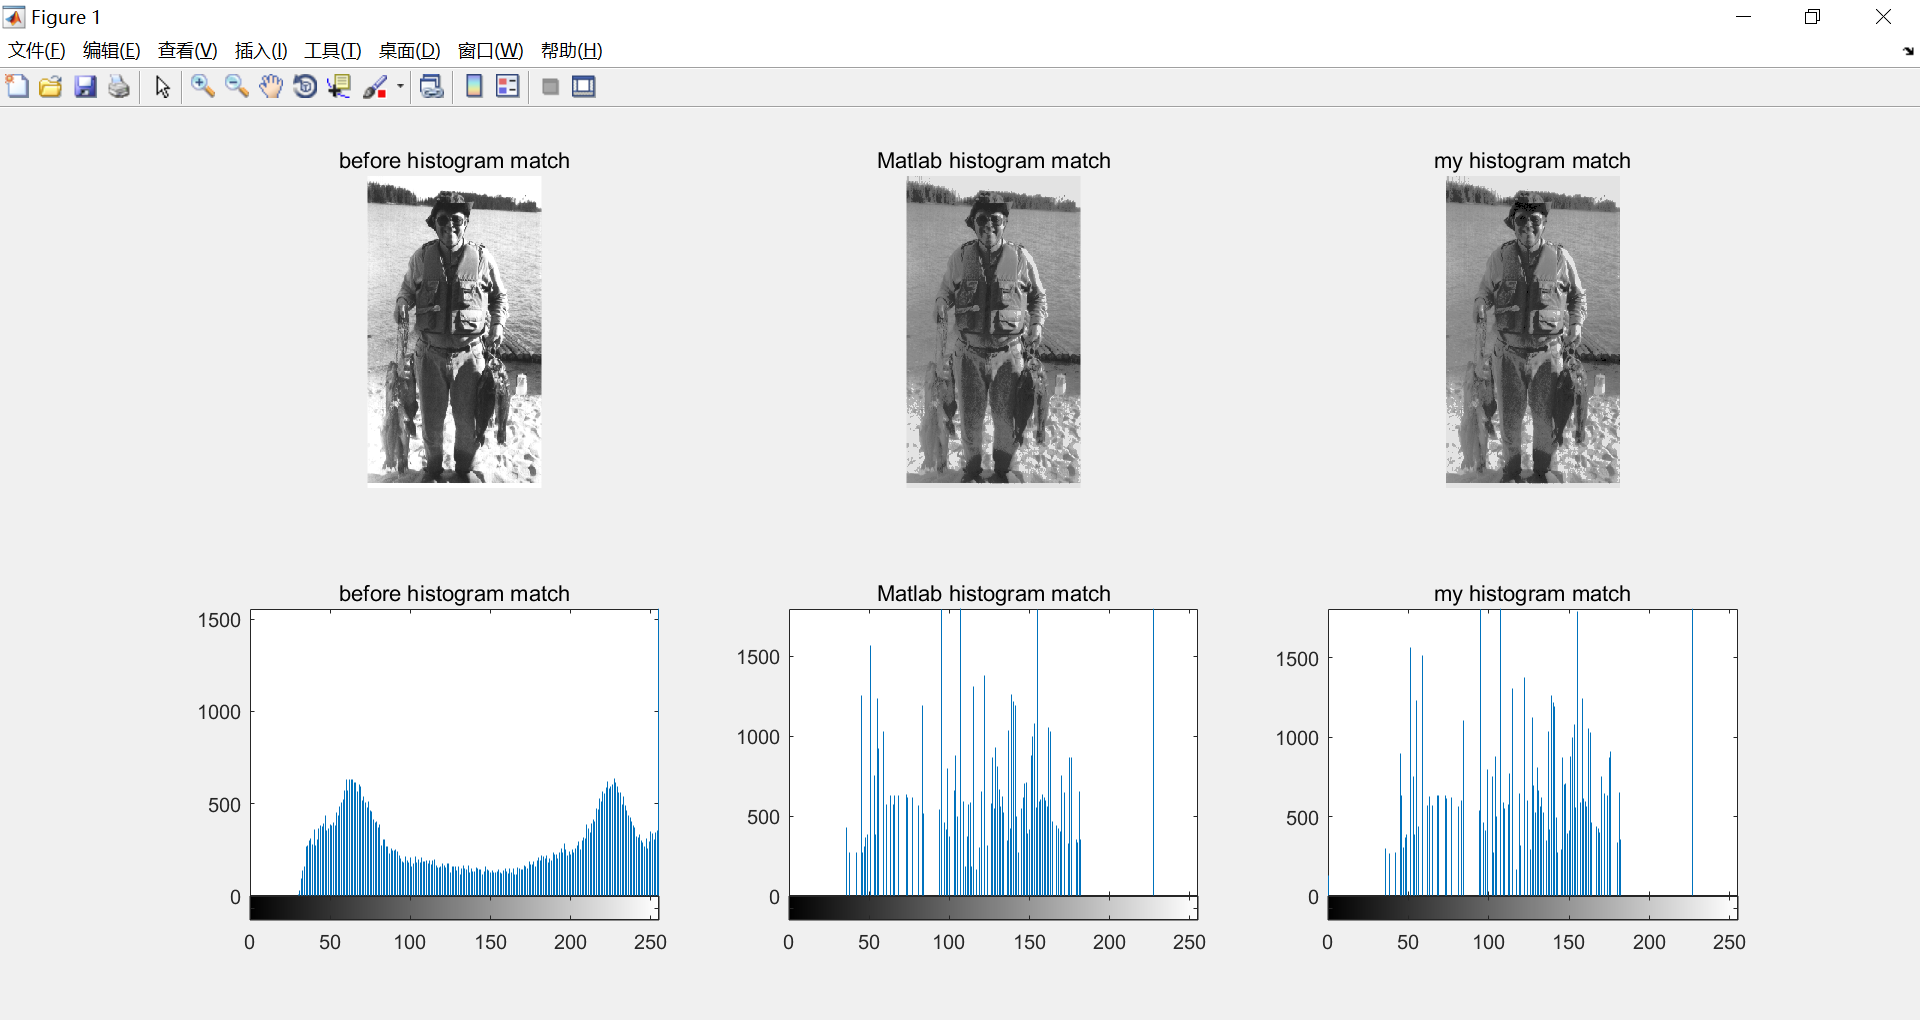 Figure 1
文件(F) 编辑(E) 查看(V) 插入(I) 工具(T) 桌面(D) 窗口(W) 帮助(H)
before histogram match Matlab histogram match my histogram match
before histogram match Matlab histogram match my histogram match
1500 1500 1500
1000 1000 1000
500 500 500
0 0 0
0 50 100 150 200 250 0 50 100 150 200 250 0 50 100 150 200 250